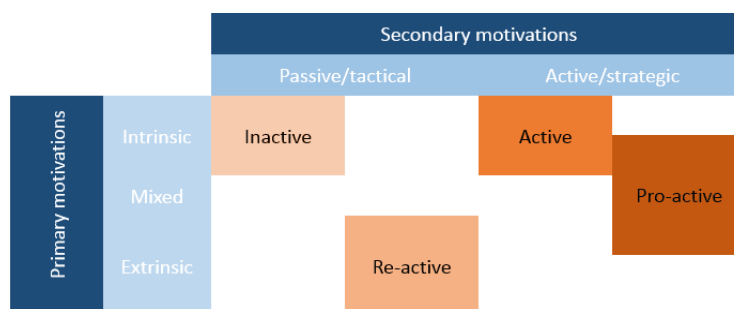 Secondary motivations
Passive/tactical
Active/strategic
Primary motivations
Intrinsic
Inactive
Active
Mixed
Pro-active
Extrinsic
Re-active